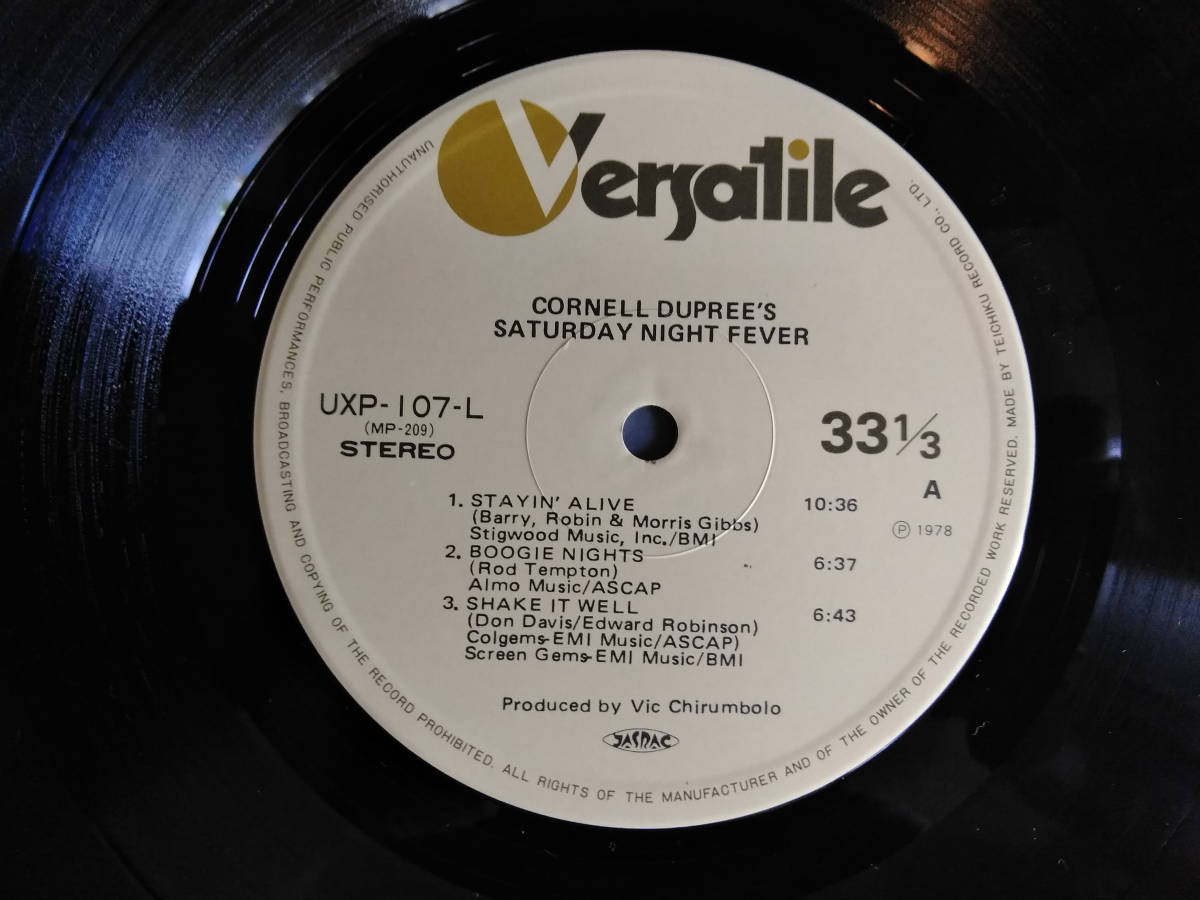 Versatile
CORNELL DUPREE'S
SATURDAY NIGHT FEVER
UXP-107-L
(MP-209)
STEREO
33 1/3
A
Ⓟ 1978
1. STAYIN' ALIVE 10:36
(Barry, Robin & Morris Gibbs)
Stigwood Music, Inc./BMI
2. BOOGIE NIGHTS 6:37
(Rod Tempton)
Almo Music/ASCAP
3. SHAKE IT WELL 6:43
(Don Davis/Edward Robinson)
Colgems-EMI Music/ASCAP)
Screen Gems-EMI Music/BMI
Produced by Vic Chirumbolo
JASRAC
UNAUTHORISED PUBLIC PERFORMANCES, BROADCASTING AND COPYING OF THE RECORD PROHIBITED. ALL RIGHTS OF THE MANUFACTURER AND OF THE OWNER OF THE RECORDED WORK RESERVED. MADE BY TEICHIKU RECORD CO., LTD.